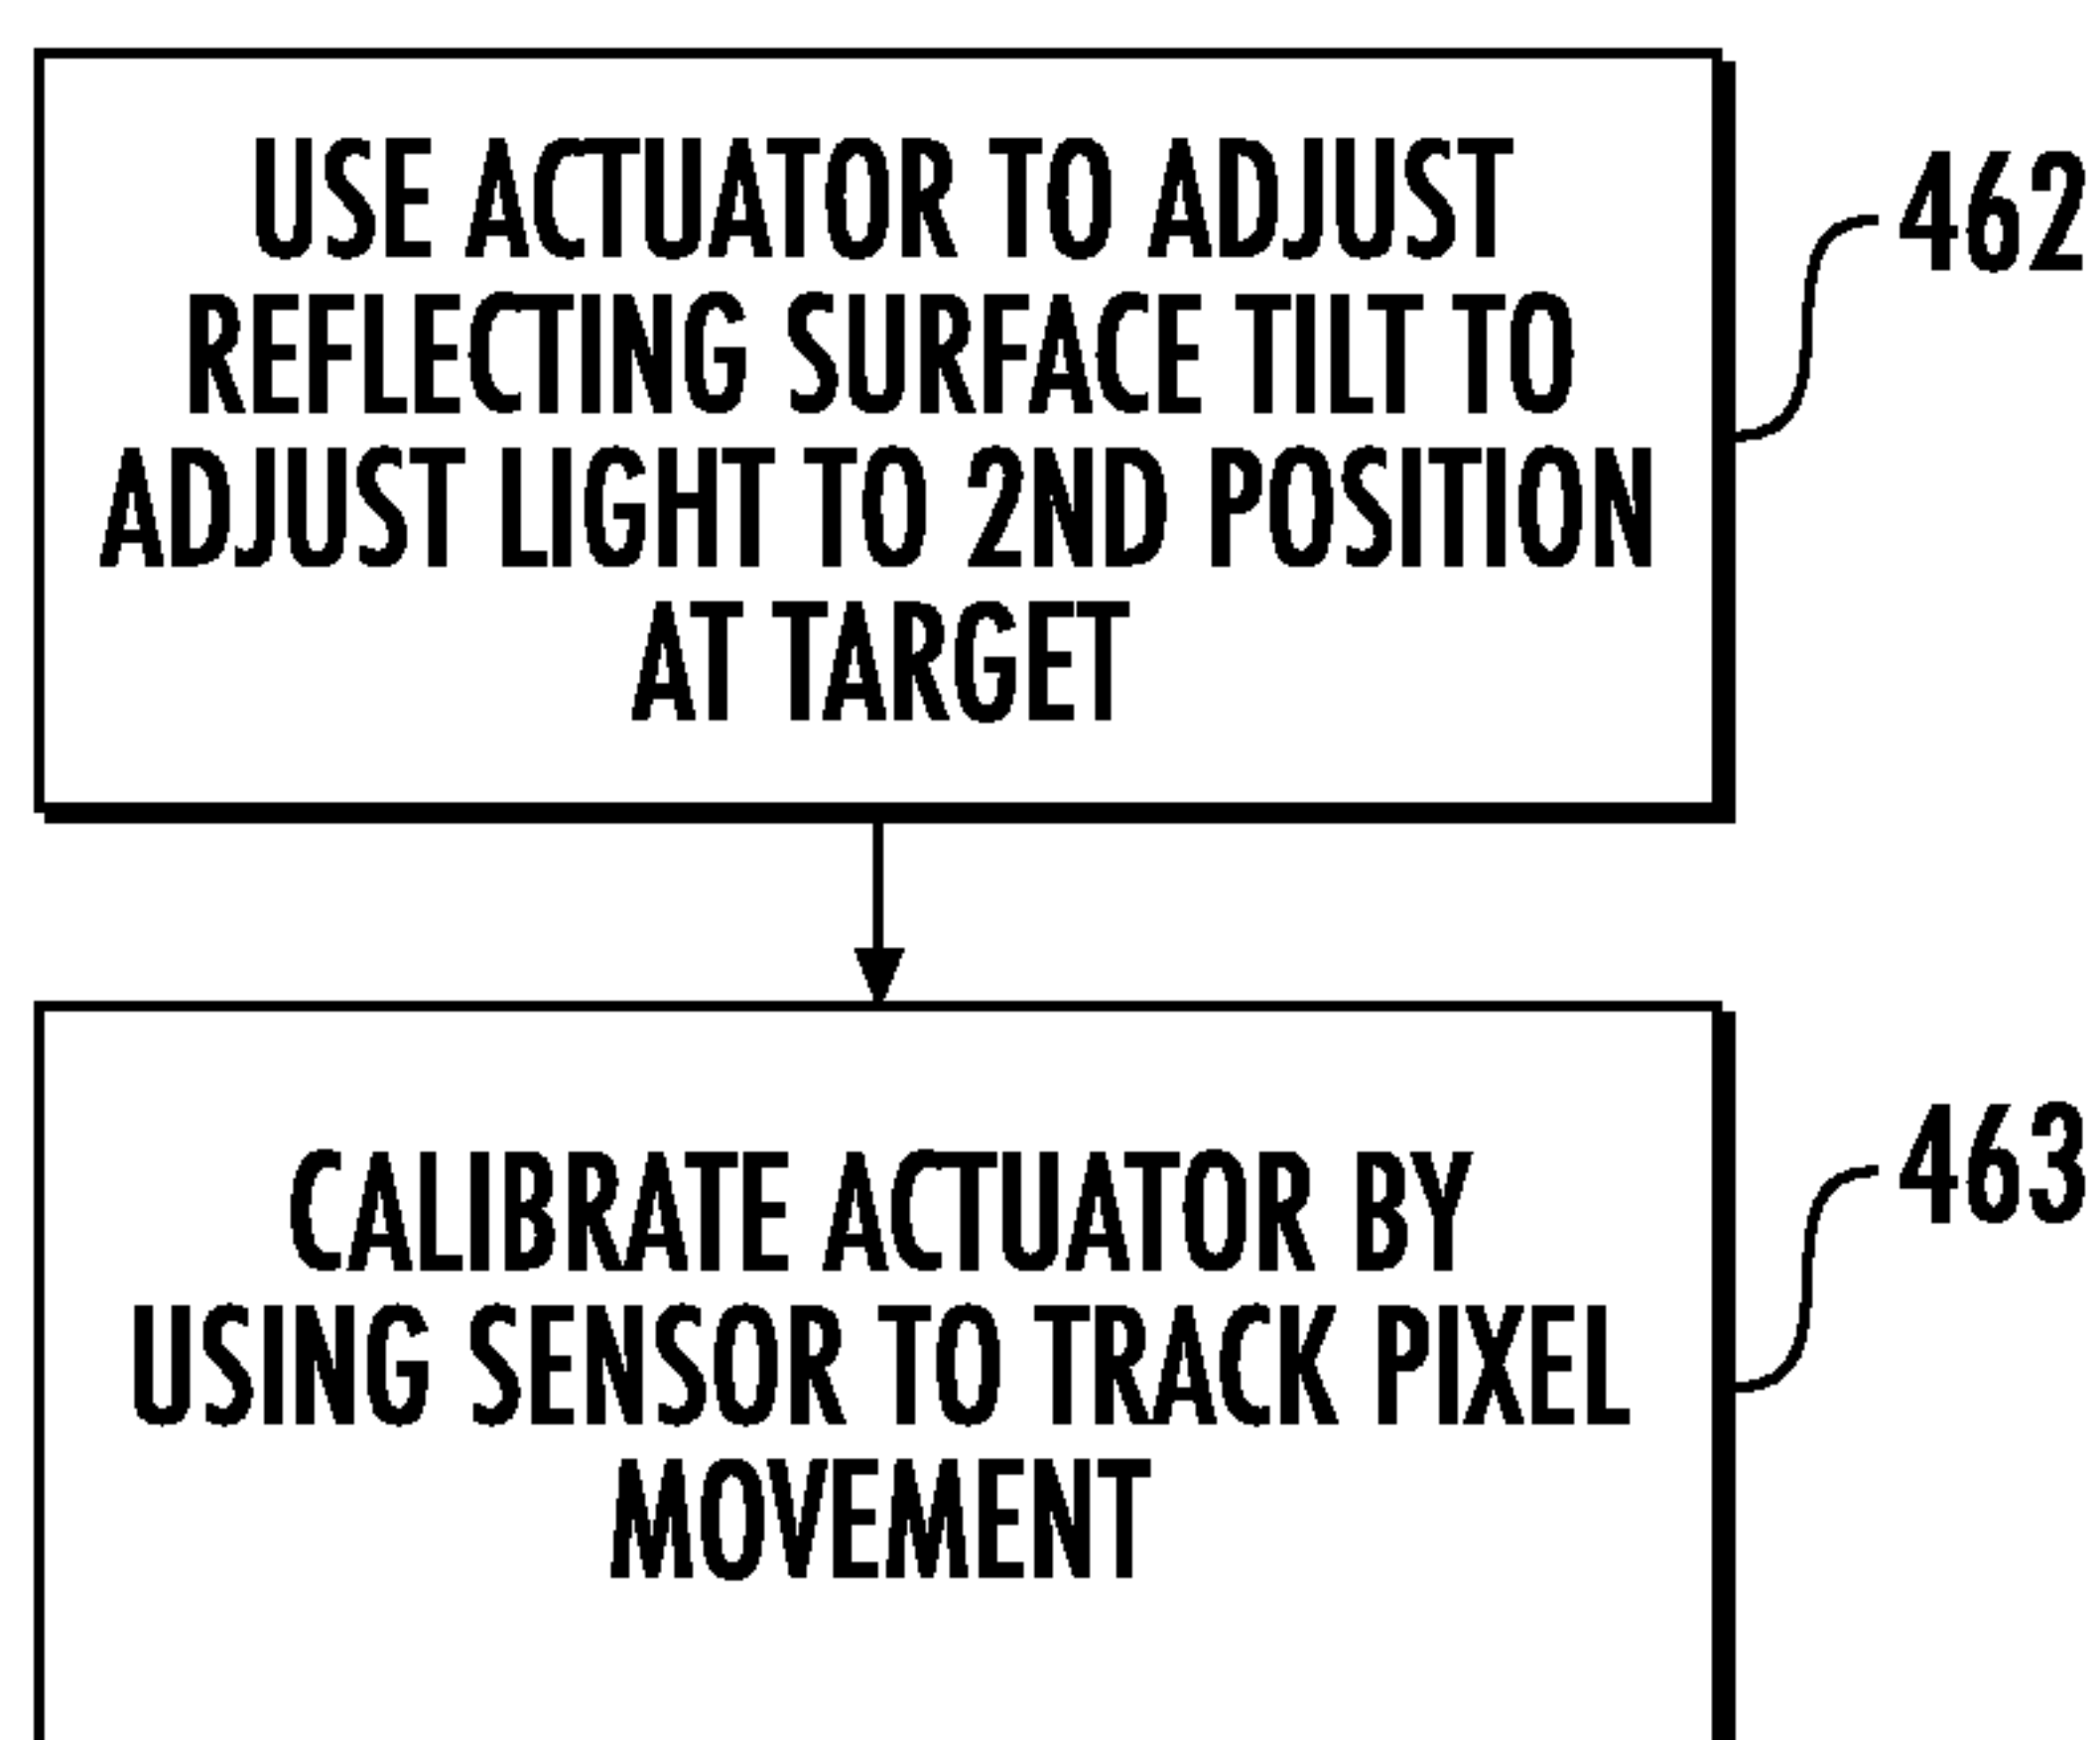 USE ACTUATOR TO ADJUST
REFLECTING SURFACE TILT TO
ADJUST LIGHT TO 2ND POSITION
AT TARGET
462
CALIBRATE ACTUATOR BY
USING SENSOR TO TRACK PIXEL
MOVEMENT
463